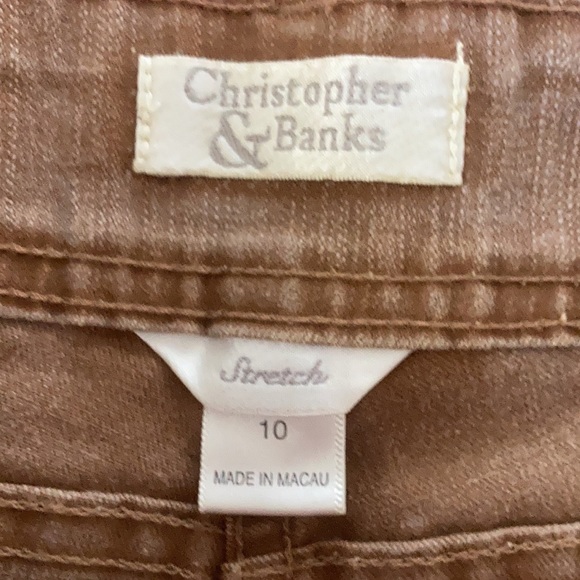 Christopher
& Banks
Stretch
10
MADE IN MACAU